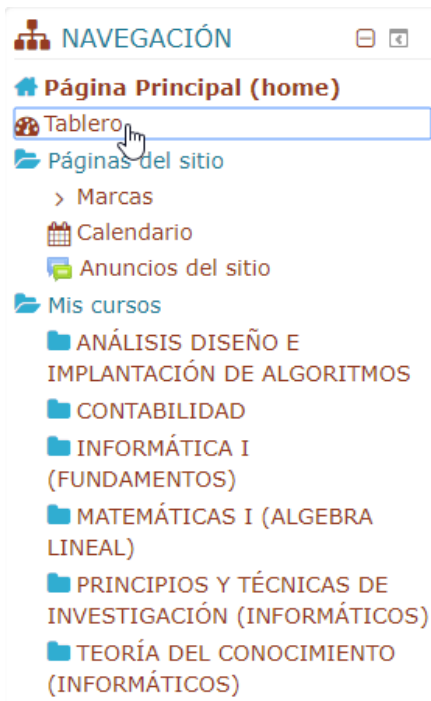 NAVEGACIÓN
Página Principal (home)
Tablero
Páginas del sitio
Marcas
Calendario
Anuncios del sitio
Mis cursos
ANÁLISIS DISEÑO E
IMPLANTACIÓN DE ALGORITMOS
CONTABILIDAD
INFORMÁTICA I
(FUNDAMENTOS)
MATEMÁTICAS I (ALGEBRA
LINEAL)
PRINCIPIOS Y TÉCNICAS DE
INVESTIGACIÓN (INFORMÁTICOS)
TEORÍA DEL CONOCIMIENTO
(INFORMÁTICOS)